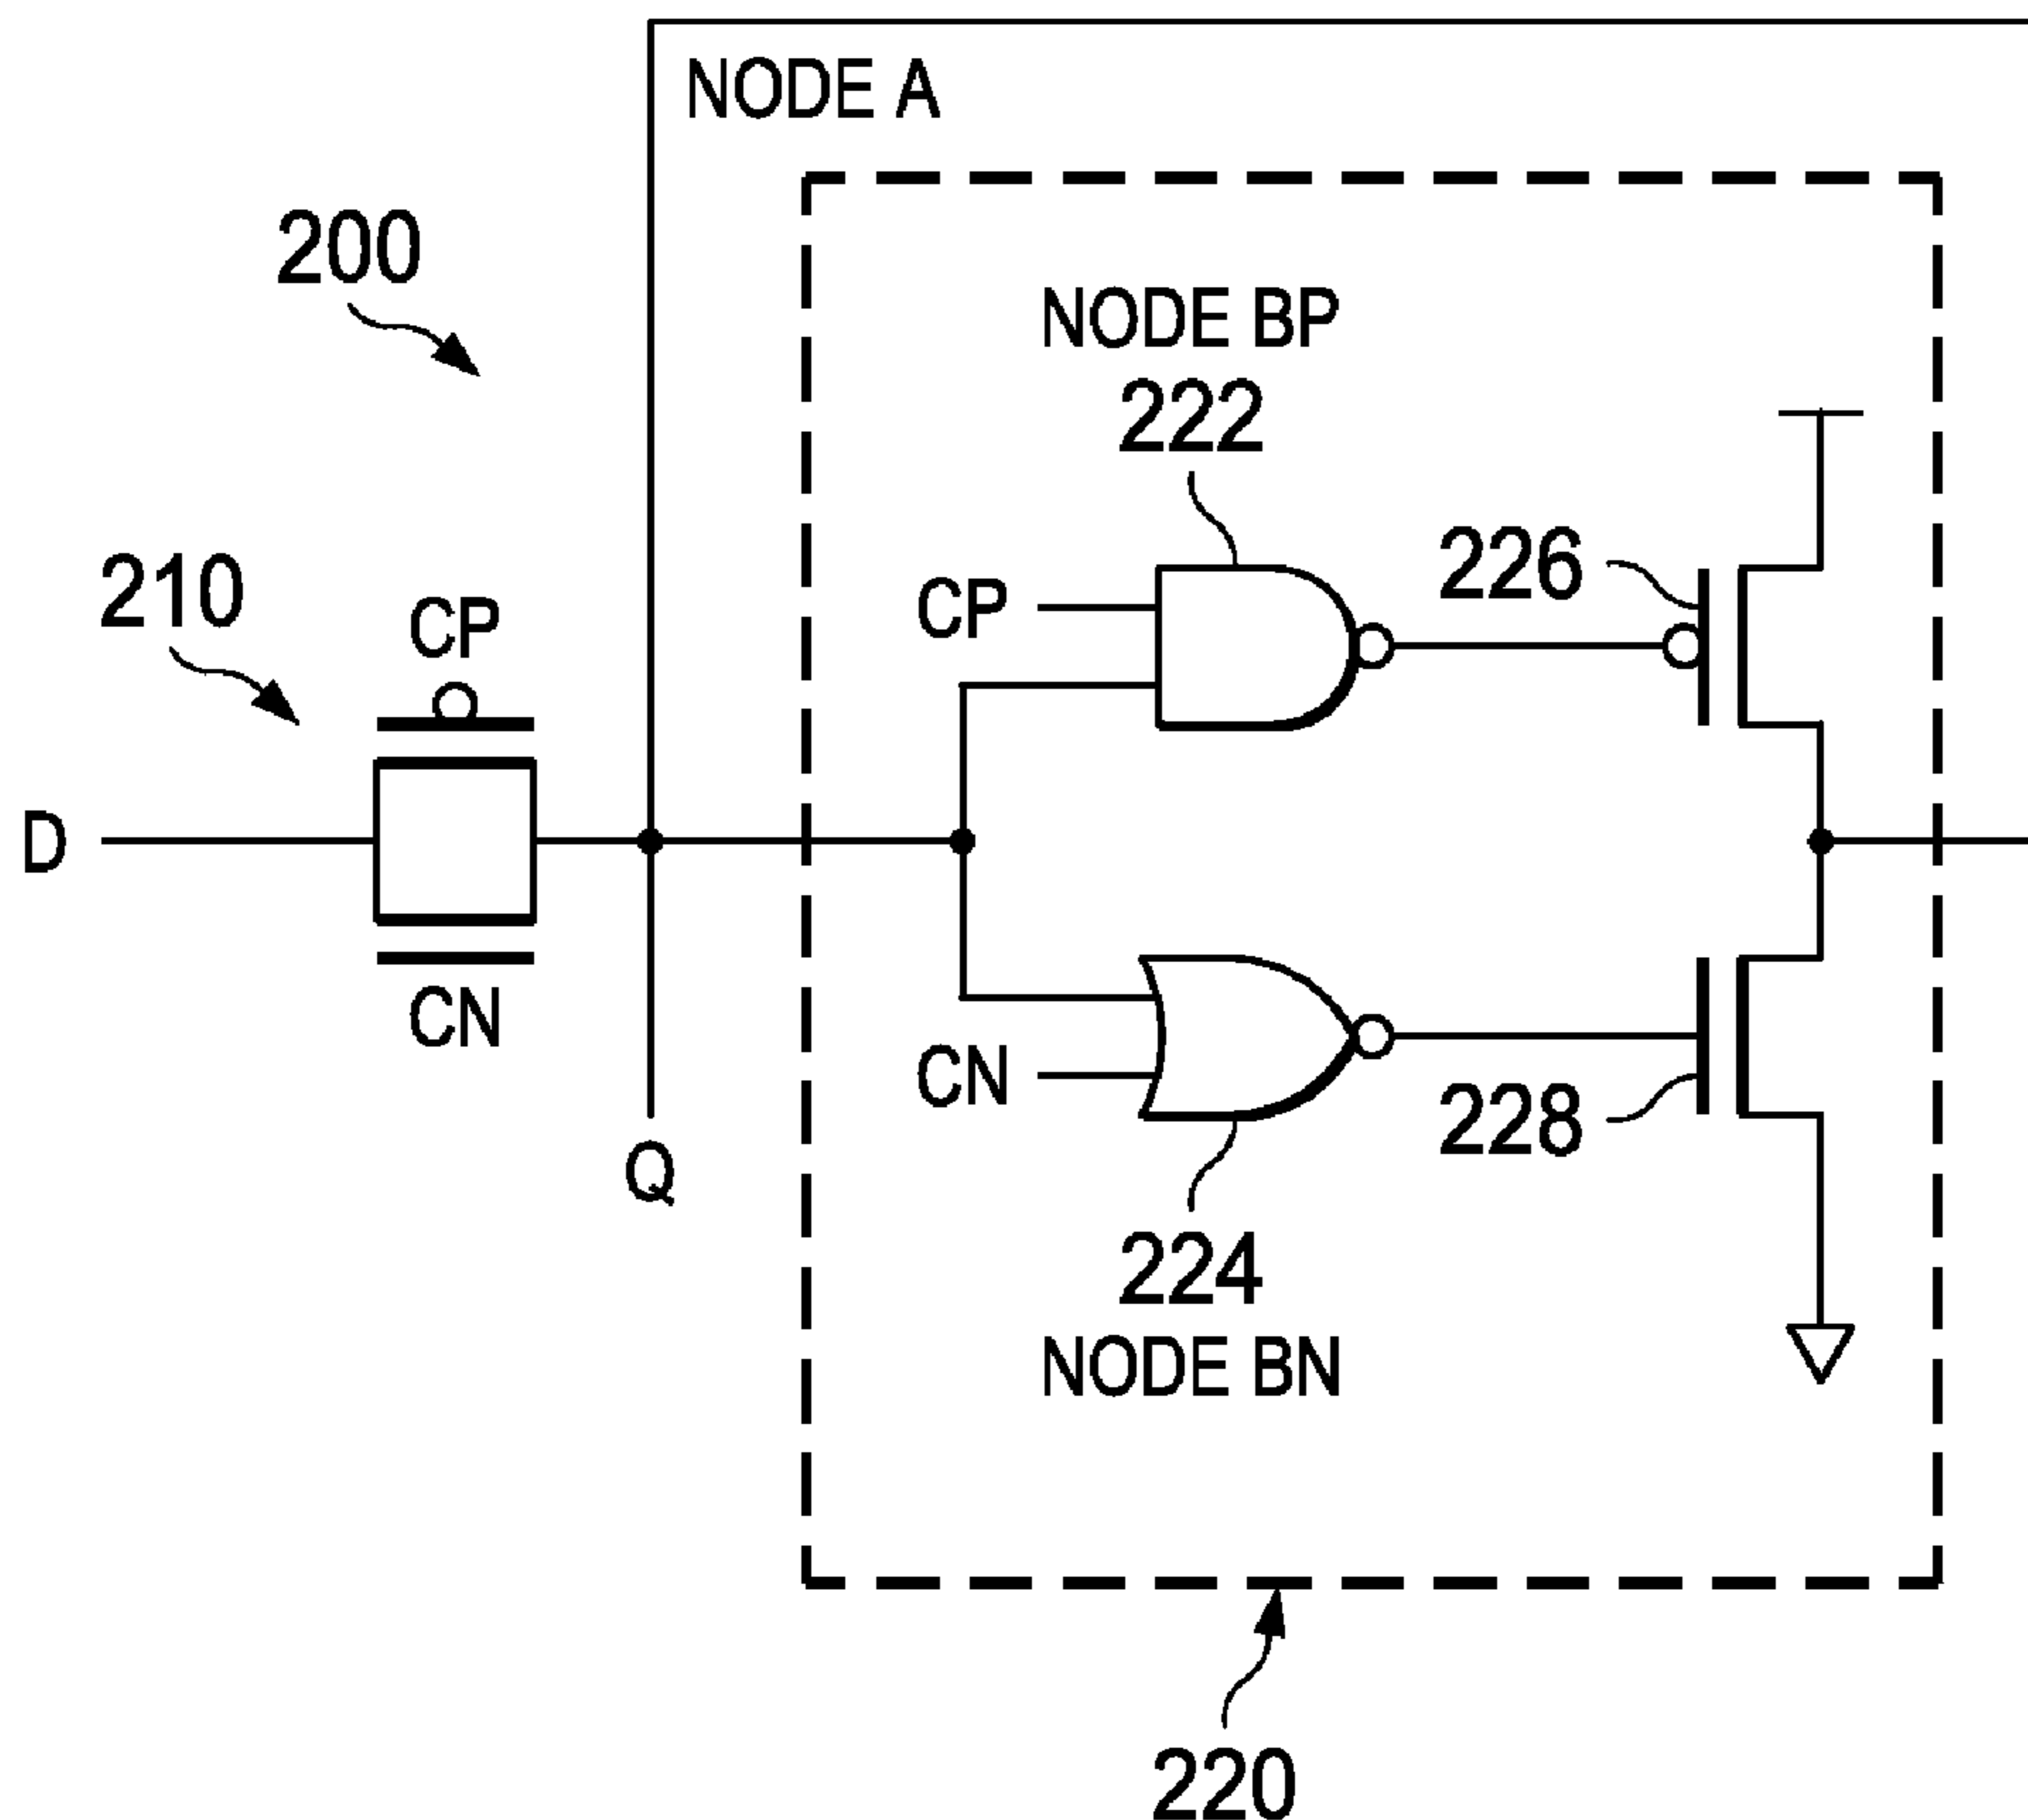 NODE A
200
NODE BP
222
226
210
CP
CP
D
CN
CN
228
Q
224
NODE BN
220